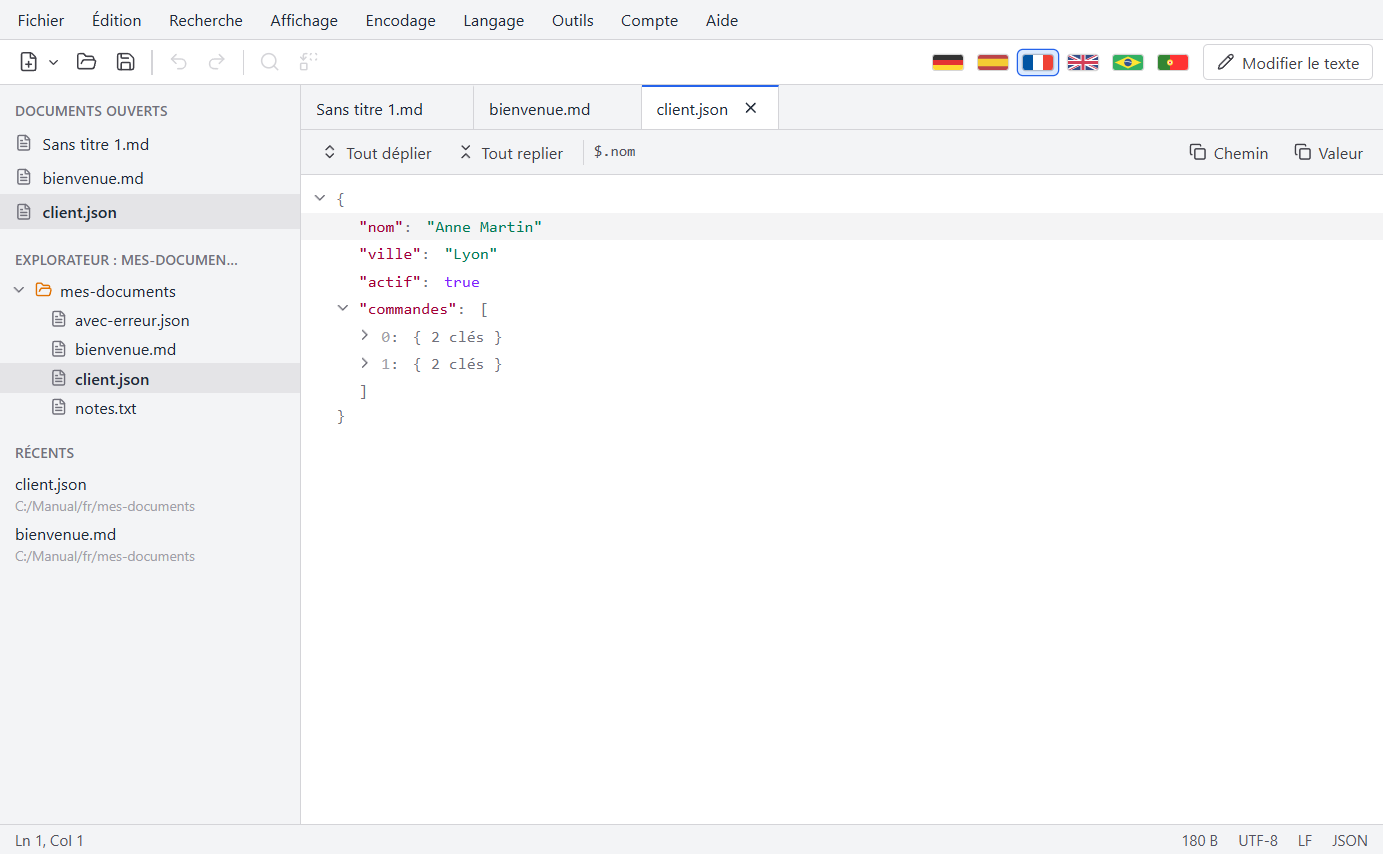 Fichier Édition Recherche Affichage Encodage Langage Outils Compte Aide
Modifier le texte
DOCUMENTS OUVERTS
Sans titre 1.md
bienvenue.md
client.json
EXPLORATEUR : MES-DOCUMEN...
mes-documents
avec-erreur.json
bienvenue.md
client.json
notes.txt
RÉCENTS
client.json
C:/Manual/fr/mes-documents
bienvenue.md
C:/Manual/fr/mes-documents
Sans titre 1.md bienvenue.md client.json
Tout déplier Tout replier $.nom Chemin Valeur
{
"nom": "Anne Martin"
"ville": "Lyon"
"actif": true
"commandes": [
0: { 2 clés }
1: { 2 clés }
]
}
Ln 1, Col 1 180 B UTF-8 LF JSON